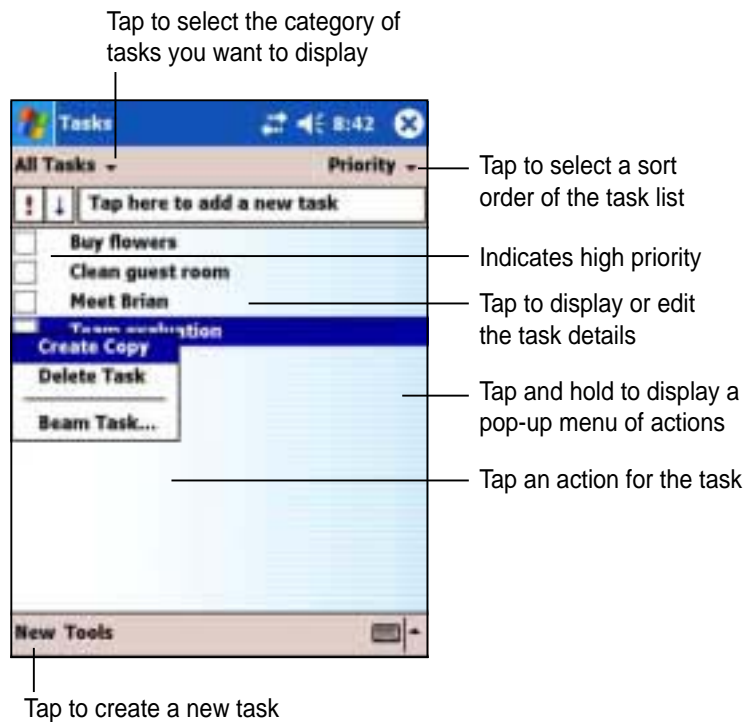 Tap to select the category of
tasks you want to display
Tasks 8:42
All Tasks Priority
Tap to select a sort
order of the task list
! ↓ Tap here to add a new task
Buy flowers
Indicates high priority
Clean guest room
Meet Brian
Tap to display or edit
the task details
Team evaluation
Create Copy
Delete Task
Tap and hold to display a
pop-up menu of actions
Beam Task...
Tap an action for the task
New Tools
Tap to create a new task